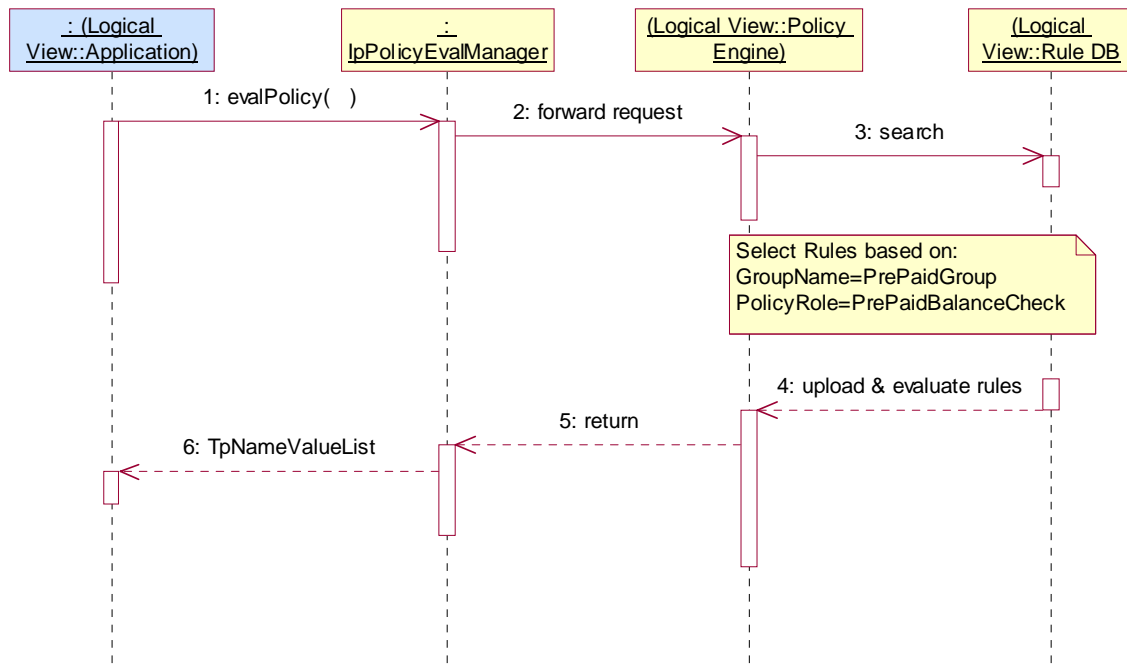 : (Logical
View::Application)
:
IpPolicyEvalManager
(Logical View::Policy
Engine)
(Logical
View::Rule DB
1: evalPolicy( )
2: forward request
3: search
Select Rules based on:
GroupName=PrePaidGroup
PolicyRole=PrePaidBalanceCheck
4: upload & evaluate rules
5: return
6: TpNameValueList